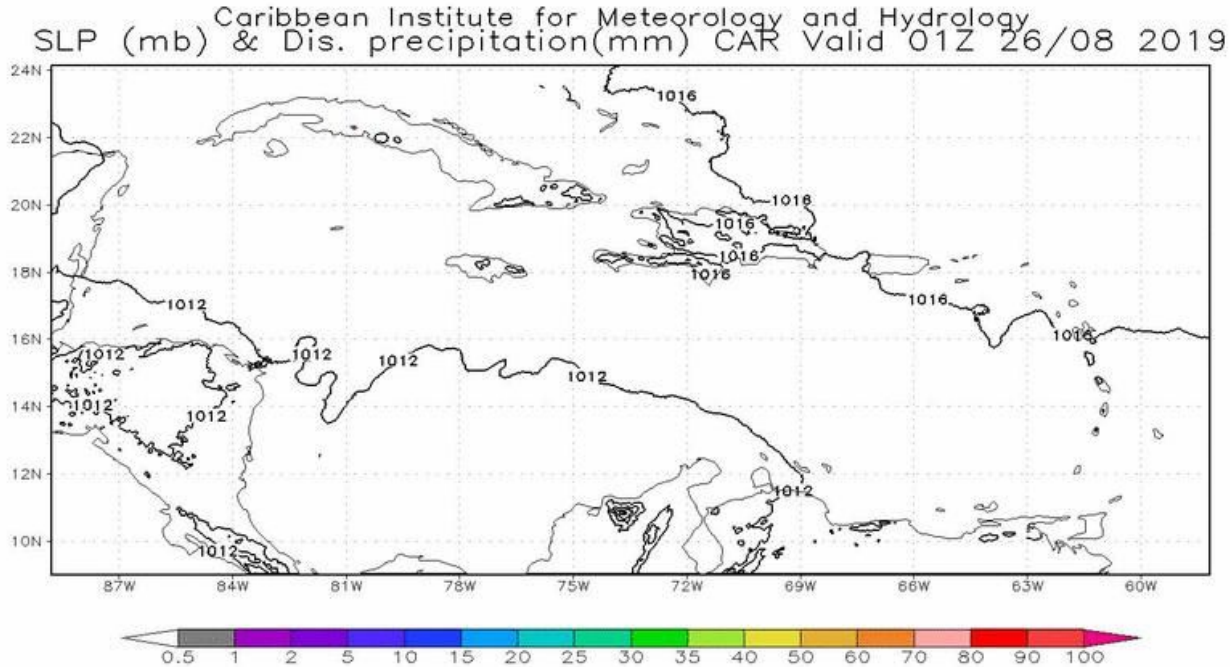 Caribbean Institute for Meteorology and Hydrology
SLP (mb) & Dis. precipitation(mm) CAR Valid 01Z 26/08 2019
24N
1016
22N
20N
1016
1016
1016
18N
1016
1012
1016
16N
1016
1012
1012
1012
1012
14N
1012
1012
12N
1012
10N
1012
87W 84W 81W 78W 75W 72W 69W 66W 63W 60W
0.5 1 2 5 10 15 20 25 30 35 40 50 60 70 80 90 100